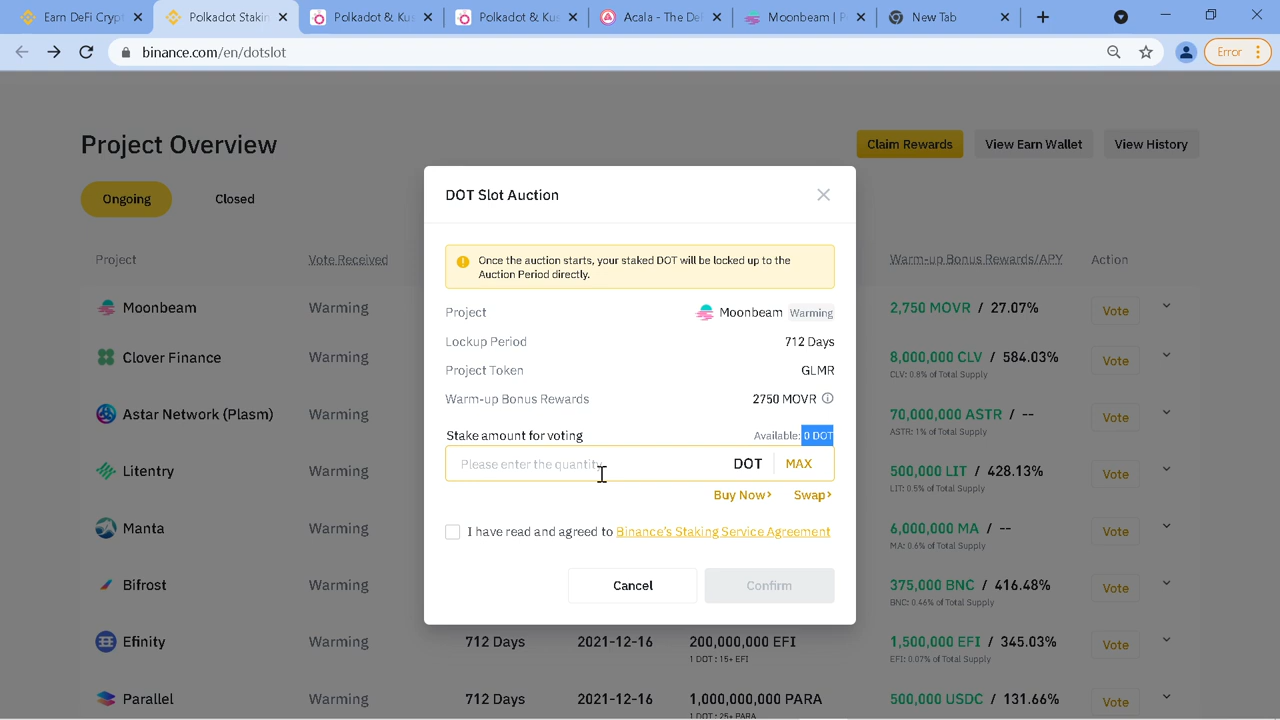 Earn DeFi Crypt
Polkadot Stakin
Polkadot & Kus
Polkadot & Kus
Acala - The De
Moonbeam | P
New Tab
binance.com/en/dotslot
Error
Project Overview
Claim Rewards
View Earn Wallet
View History
Ongoing
Closed
DOT Slot Auction
Once the auction starts, your staked DOT will be locked up to the
Auction Period directly.
Project
Moonbeam Warming
Lockup Period
712 Days
Project Token
GLMR
Warm-up Bonus Rewards
2750 MOVR
Stake amount for voting
Available: 0 DOT
Please enter the quantity
DOT
MAX
Buy Now
Swap
I have read and agreed to Binance's Staking Service Agreement
Cancel
Confirm
Project
Vote Received
Warm-up Bonus Rewards/APY
Action
Moonbeam
Warming
2,750 MOVR / 27.07%
Vote
Clover Finance
Warming
8,000,000 CLV / 584.03%
CLV: 0.8% of Total Supply
Vote
Astar Network (Plasm)
Warming
70,000,000 ASTR / --
ASTR: 1% of Total Supply
Vote
Litentry
Warming
500,000 LIT / 428.13%
LIT: 0.5% of Total Supply
Vote
Manta
Warming
6,000,000 MA / --
MA: 0.6% of Total Supply
Vote
Bifrost
Warming
375,000 BNC / 416.48%
BNC: 0.46% of Total Supply
Vote
Efinity
Warming
712 Days
2021-12-16
200,000,000 EFI
1 DOT : 15+ EFI
1,500,000 EFI / 345.03%
EFI: 0.07% of Total Supply
Vote
Parallel
Warming
712 Days
2021-12-16
1,000,000,000 PARA
1 DOT : 25+ PARA
500,000 USDC / 131.66%
Vote